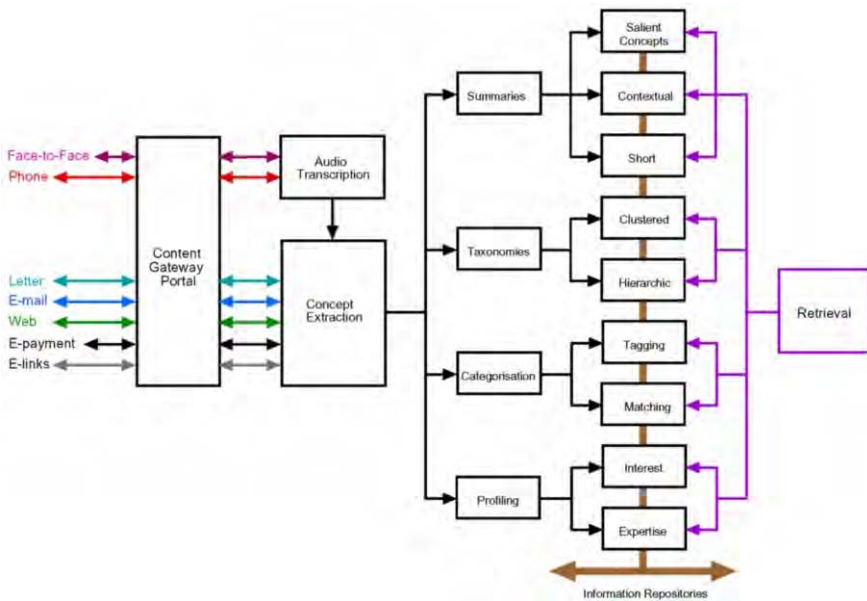 Face-to-Face
Phone
Letter
E-mail
Web
E-payment
E-links
Content
Gateway
Portal
Audio
Transcription
Concept
Extraction
Summaries
Taxonomies
Categorisation
Profiling
Salient
Concepts
Contextual
Short
Clustered
Hierarchic
Tagging
Matching
Interest
Expertise
Retrieval
Information Repositories